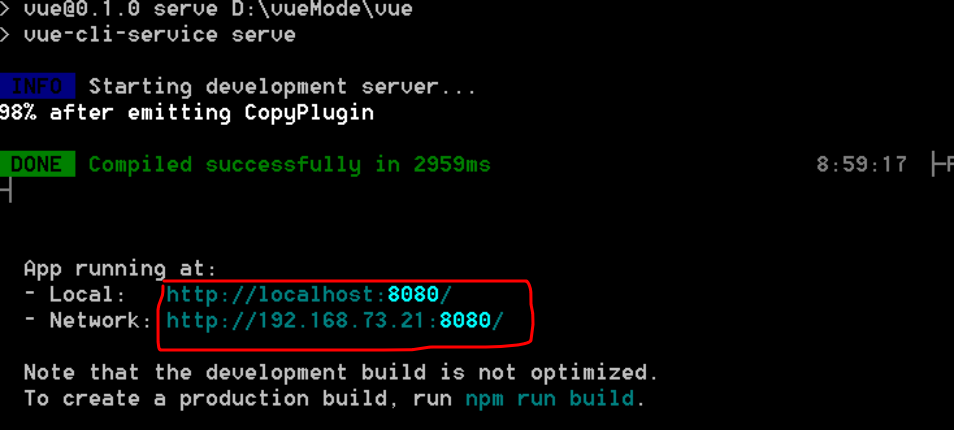 > vue@0.1.0 serve D:\vueMode\vue
> vue-cli-service serve
INFO Starting development server...
98% after emitting CopyPlugin
DONE Compiled successfully in 2959ms 8:59:17
App running at:
- Local: http://localhost:8080/
- Network: http://192.168.73.21:8080/
Note that the development build is not optimized.
To create a production build, run npm run build.